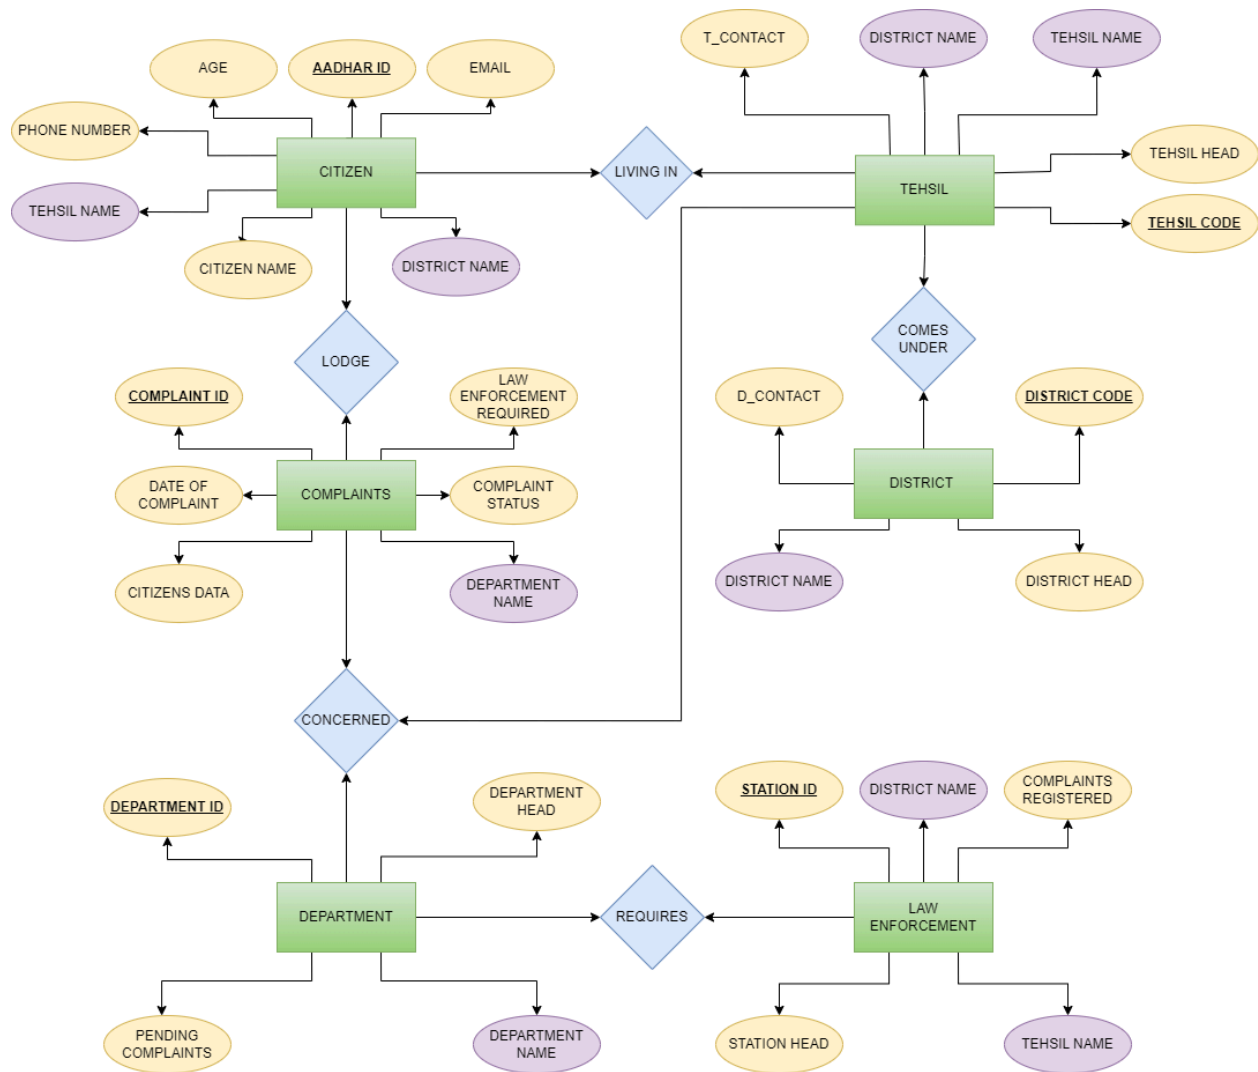 T_CONTACT
DISTRICT NAME
TEHSIL NAME
AGE
AADHAR ID
EMAIL
PHONE NUMBER
CITIZEN
LIVING IN
TEHSIL
TEHSIL HEAD
TEHSIL NAME
TEHSIL CODE
CITIZEN NAME
DISTRICT NAME
LODGE
COMES
UNDER
COMPLAINT ID
LAW
ENFORCEMENT
REQUIRED
D_CONTACT
DISTRICT CODE
DATE OF
COMPLAINT
COMPLAINTS
COMPLAINT
STATUS
DISTRICT
CITIZENS DATA
DEPARTMENT
NAME
DISTRICT NAME
DISTRICT HEAD
CONCERNED
DEPARTMENT ID
DEPARTMENT
HEAD
STATION ID
DISTRICT NAME
COMPLAINTS
REGISTERED
DEPARTMENT
REQUIRES
LAW
ENFORCEMENT
PENDING
COMPLAINTS
DEPARTMENT
NAME
STATION HEAD
TEHSIL NAME